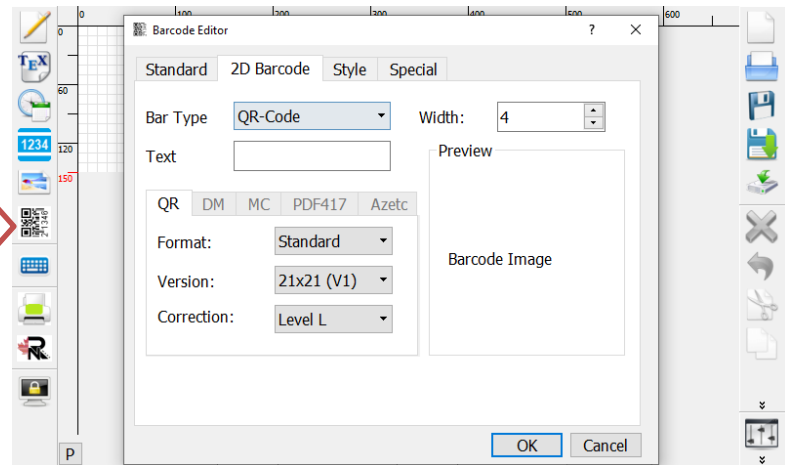 0 100 200 300 400 500 600
Barcode Editor ? ×
0
TEX
Standard 2D Barcode Style Special
60
Bar Type QR-Code Width: 4
1234
120
Text Preview
150
QR DM MC PDF417 Azetc
Format: Standard
Barcode Image
Version: 21x21 (V1)
Correction: Level L
OK Cancel
P